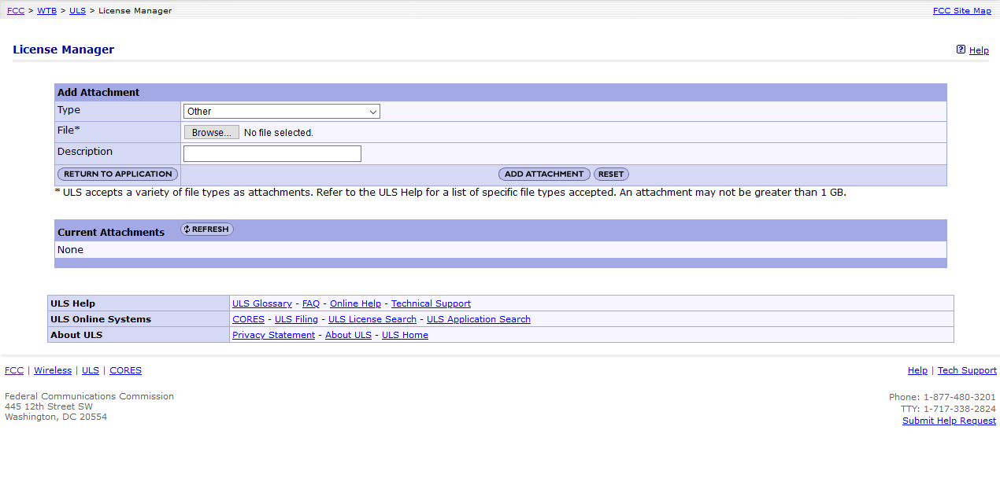 FCC > WTB > ULS > License Manager FCC Site Map
License Manager ? Help
Add Attachment
Type Other
File* Browse... No file selected.
Description
RETURN TO APPLICATION ADD ATTACHMENT RESET
* ULS accepts a variety of file types as attachments. Refer to the ULS Help for a list of specific file types accepted. An attachment may not be greater than 1 GB.
Current Attachments REFRESH
None
ULS Help ULS Glossary - FAQ - Online Help - Technical Support
ULS Online Systems CORES - ULS Filing - ULS License Search - ULS Application Search
About ULS Privacy Statement - About ULS - ULS Home
FCC | Wireless | ULS | CORES Help | Tech Support
Federal Communications Commission
445 12th Street SW
Washington, DC 20554
Phone: 1-877-480-3201
TTY: 1-717-338-2824
Submit Help Request